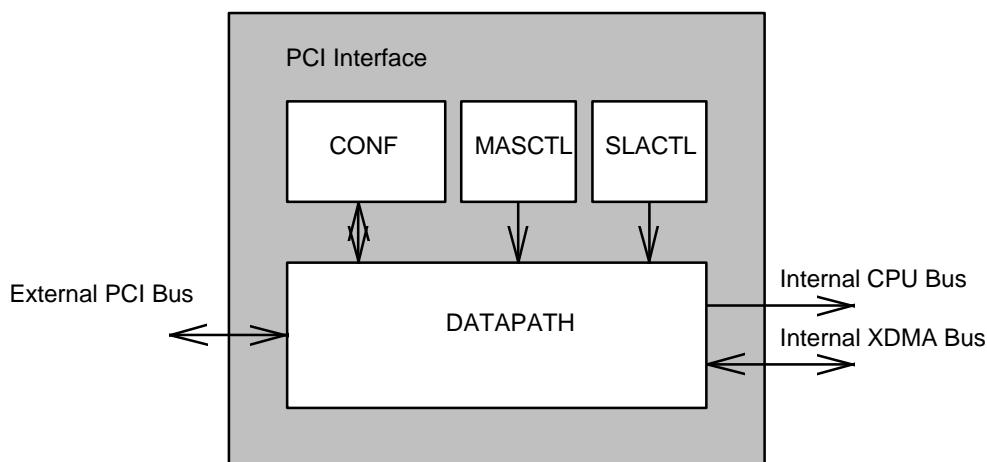 PCI Interface
CONF
MASCTL
SLACTL
External PCI Bus
DATAPATH
Internal CPU Bus
Internal XDMA Bus